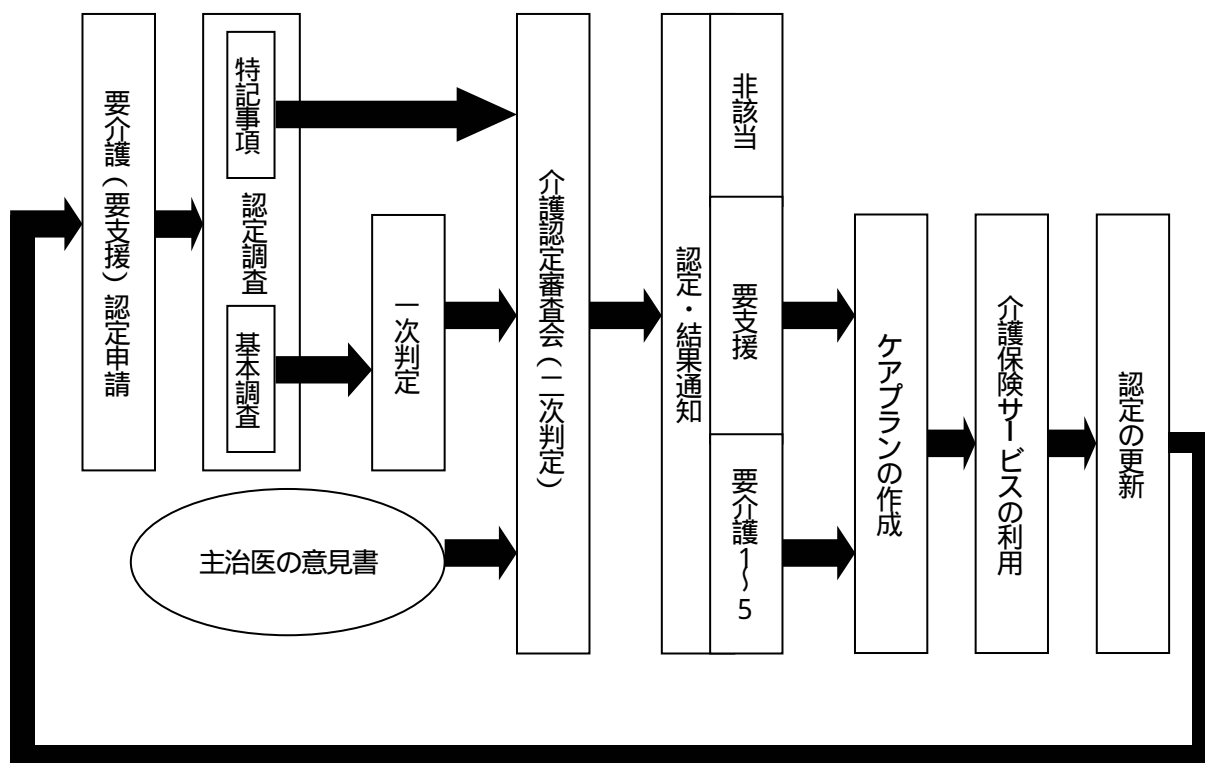 要介護（要支援）認定申請
特記事項
認定調査
基本調査
一次判定
主治医の意見書
介護認定審査会（二次判定）
認定・結果通知
非該当
要支援
要介護1～5
ケアプランの作成
介護保険サービスの利用
認定の更新